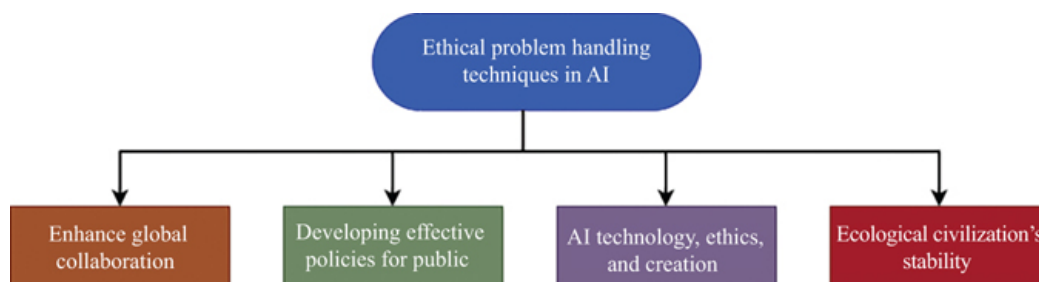 Ethical problem handling
techniques in AI
Enhance global
collaboration
Developing effective
policies for public
AI technology, ethics,
and creation
Ecological civilization's
stability